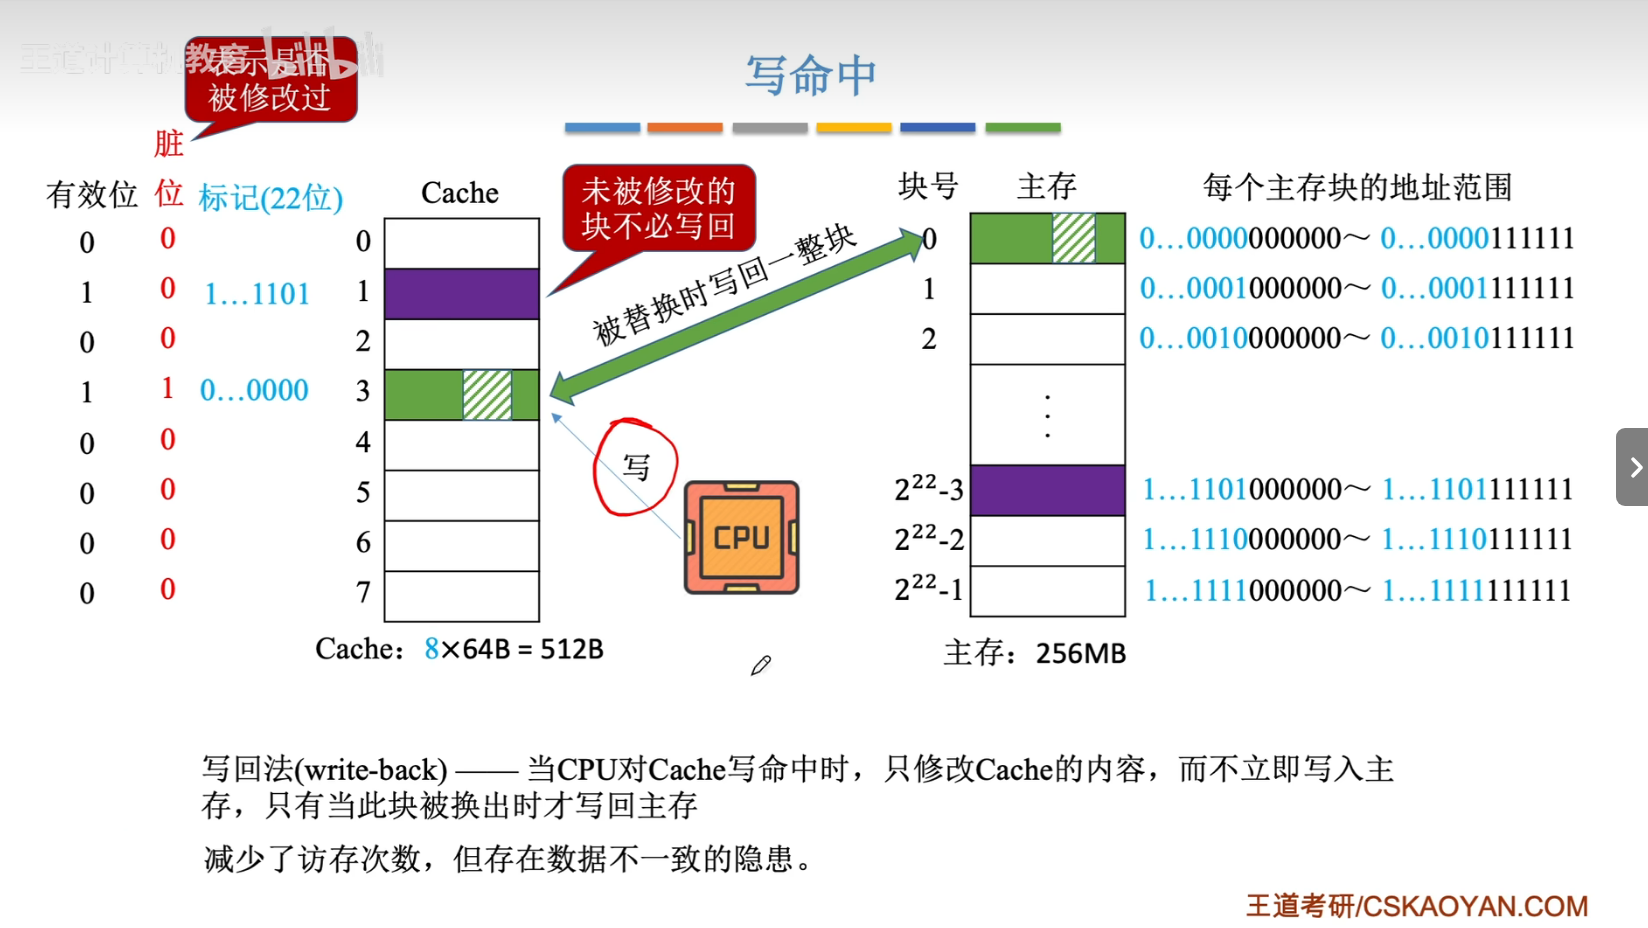 写命中
王道计算机教育 bilibili
表示是否
被修改过
脏
位
有效位
标记(22位)
Cache
未被修改的
块不必写回
被替换时写回一整块
块号
主存
每个主存块的地址范围
0 0 0
1 0 1…1101 1
0 0 2
1 1 0…0000 3
0 0 4
0 0 5
0 0 6
0 0 7
写
CPU
0 0…0000000000～ 0…0000111111
1 0…0001000000～ 0…0001111111
2 0…0010000000～ 0…0010111111
⋮
2²²-3 1…1101000000～ 1…1101111111
2²²-2 1…1110000000～ 1…1110111111
2²²-1 1…1111000000～ 1…1111111111
Cache：8×64B = 512B
主存：256MB
写回法(write-back) —— 当CPU对Cache写命中时，只修改Cache的内容，而不立即写入主
存，只有当此块被换出时才写回主存
减少了访存次数，但存在数据不一致的隐患。
王道考研/CSKAOYAN.COM